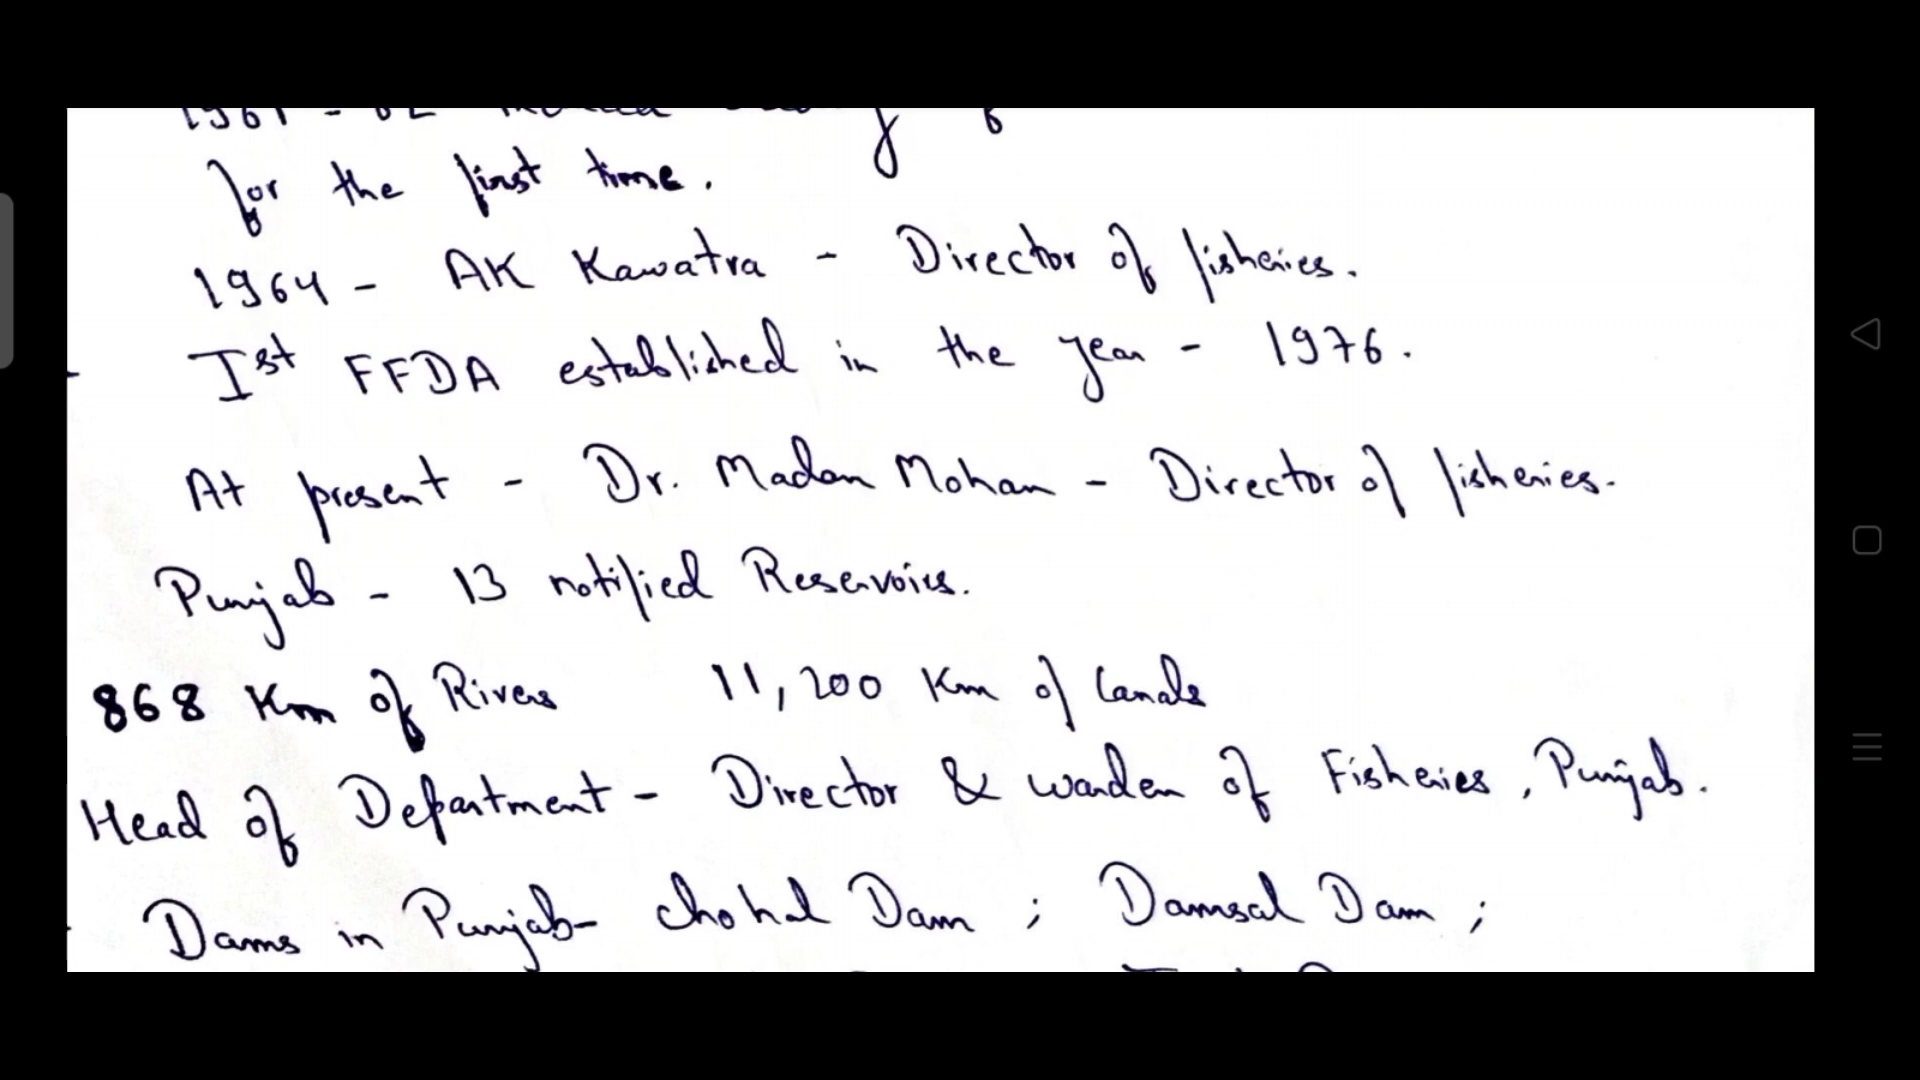 for the first time.
1964 - AK Kawatra - Director of fisheries.
Ist FFDA established in the year - 1976.
At present - Dr. Madan Mohan - Director of fisheries.
Punjab - 13 notified Reservoirs.
868 Km of Rivers 11,200 Km of Canals
Head of Department - Director & Warden of Fisheries, Punjab.
Dams in Punjab - Chohal Dam ; Damsal Dam ;